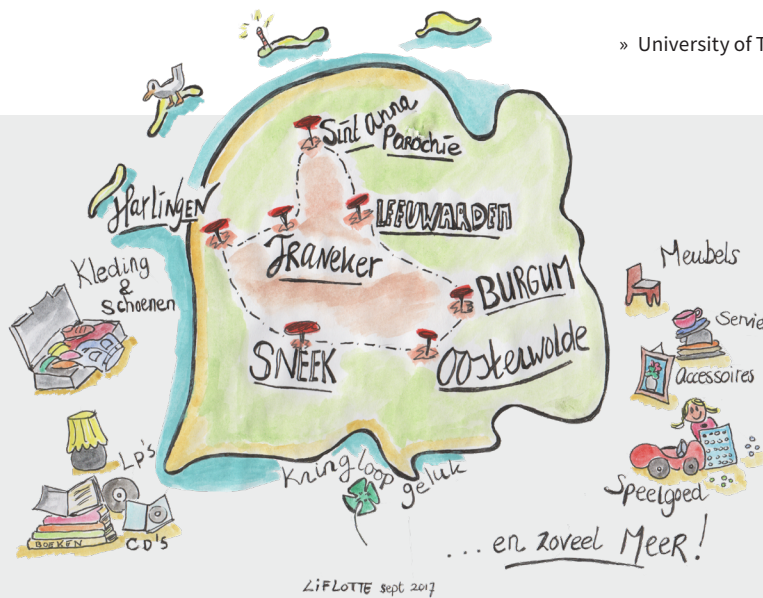 » University of T
Sint Anna
Parochie
Harlingen
LEEUWARDEN
FRANEKER
Kleding
&
Schoenen
BURGUM
Meubels
Servie
SNEEK
Oosterwolde
accessoires
Lp's
Kringloop geluk
Speelgoed
BOEKEN
CD'S
... en zoveel MEER!
LiFLOTTE sept 2017